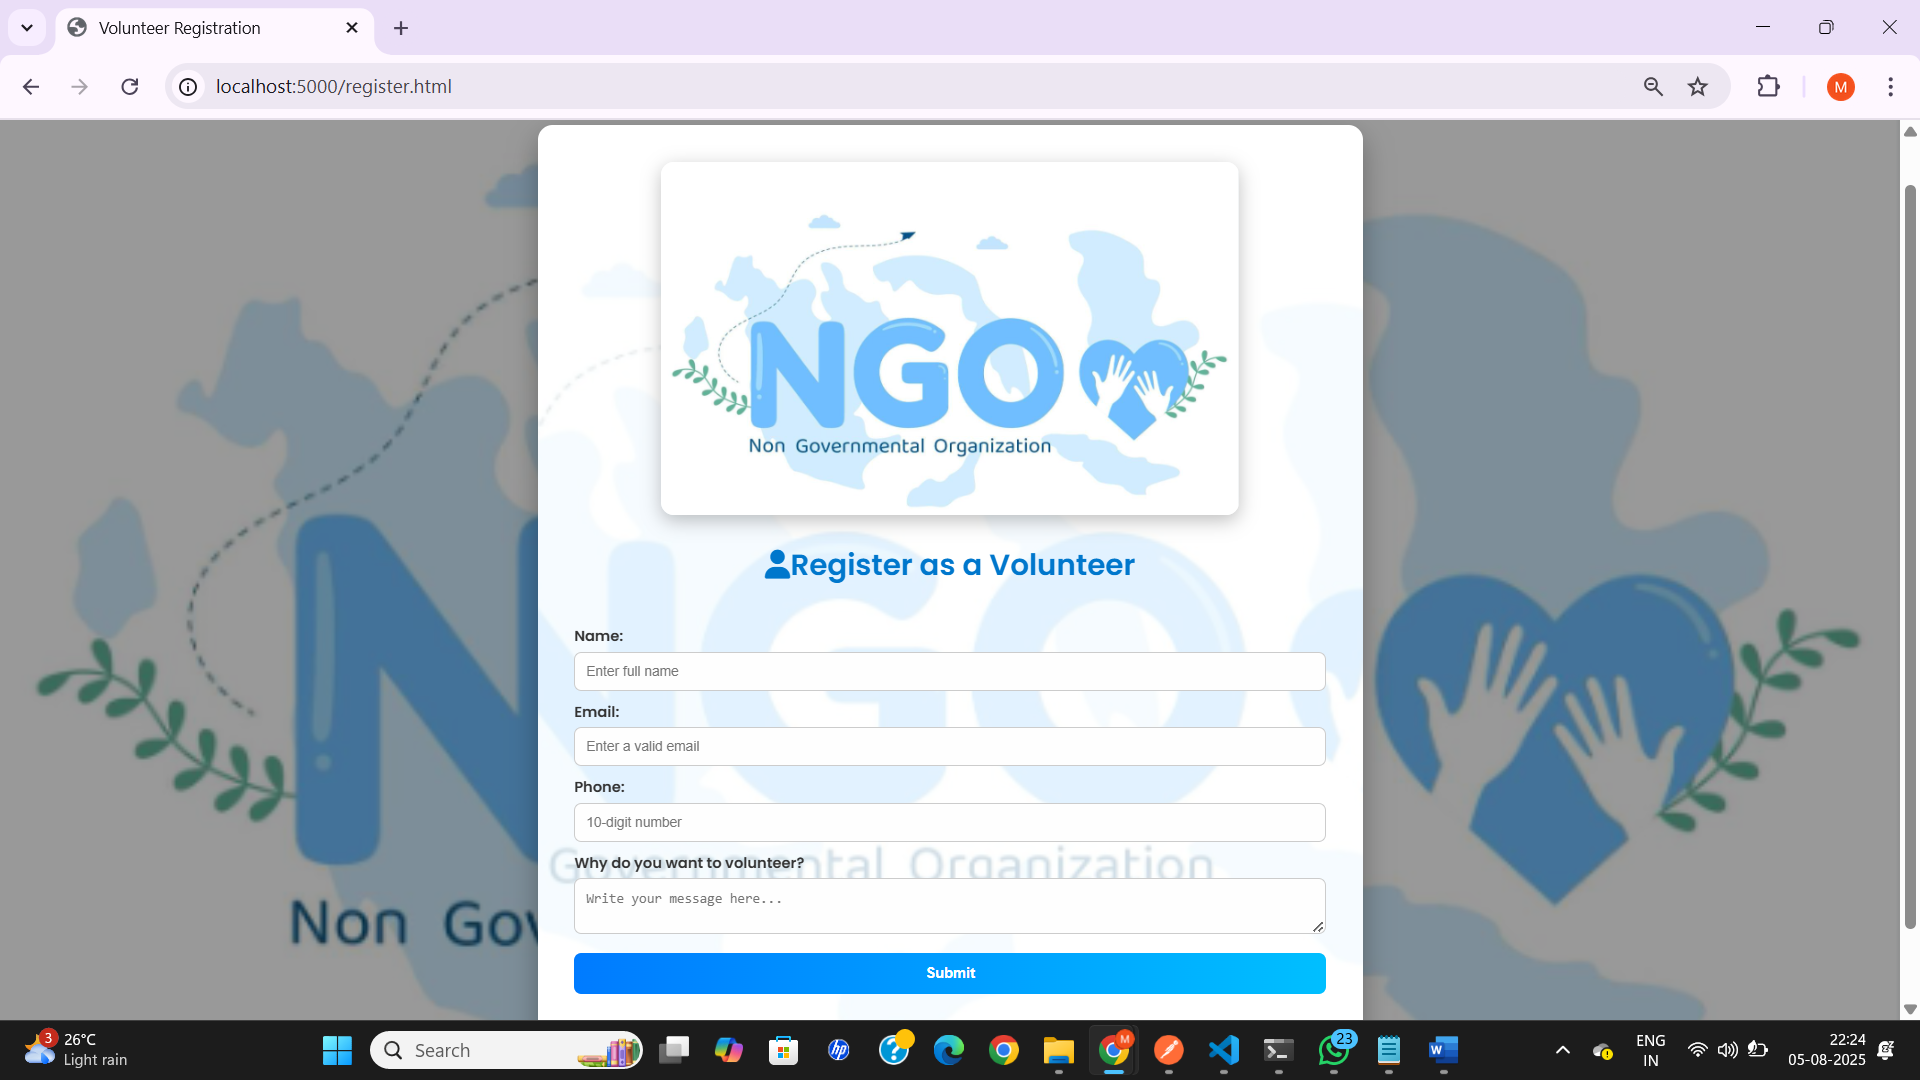 Volunteer Registration
localhost:5000/register.html
M
NGO
Non Governmental Organization
Register as a Volunteer
Name:
Enter full name
Email:
Enter a valid email
Phone:
10-digit number
Why do you want to volunteer?
Write your message here...
Submit
N
Non Gov
NGO
Governmental Organization
3
26°C
Light rain
Search
hp
?
M
W
23
ENG
IN
22:24
05-08-2025